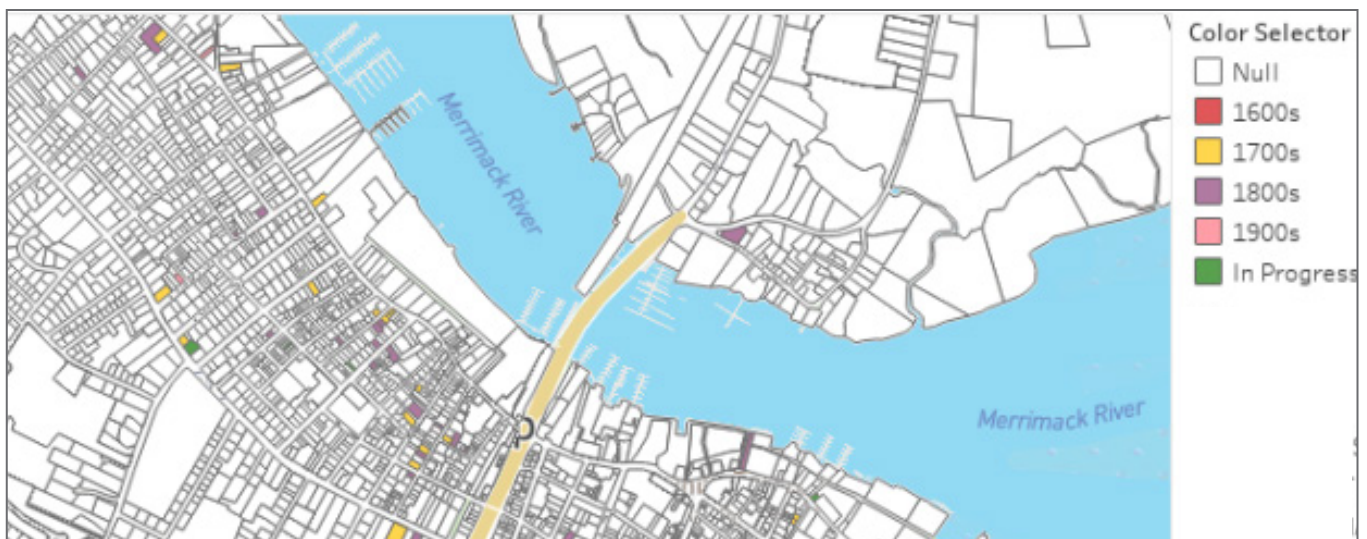 Merrimack River
Merrimack River
Color Selector
Null
1600s
1700s
1800s
1900s
In Progress